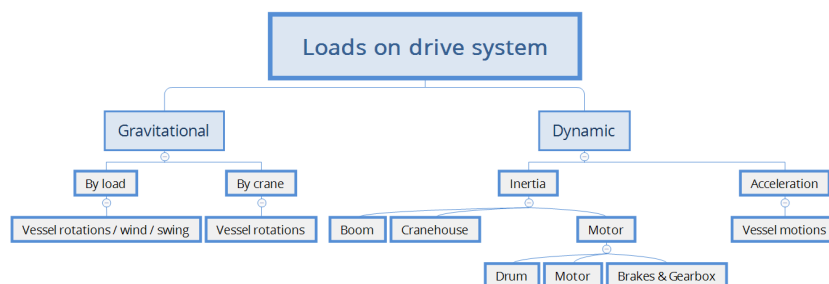 Loads on drive system
Gravitational
Dynamic
By load
By crane
Inertia
Acceleration
Vessel rotations / wind / swing
Vessel rotations
Boom
Cranehouse
Motor
Vessel motions
Drum
Motor
Brakes & Gearbox